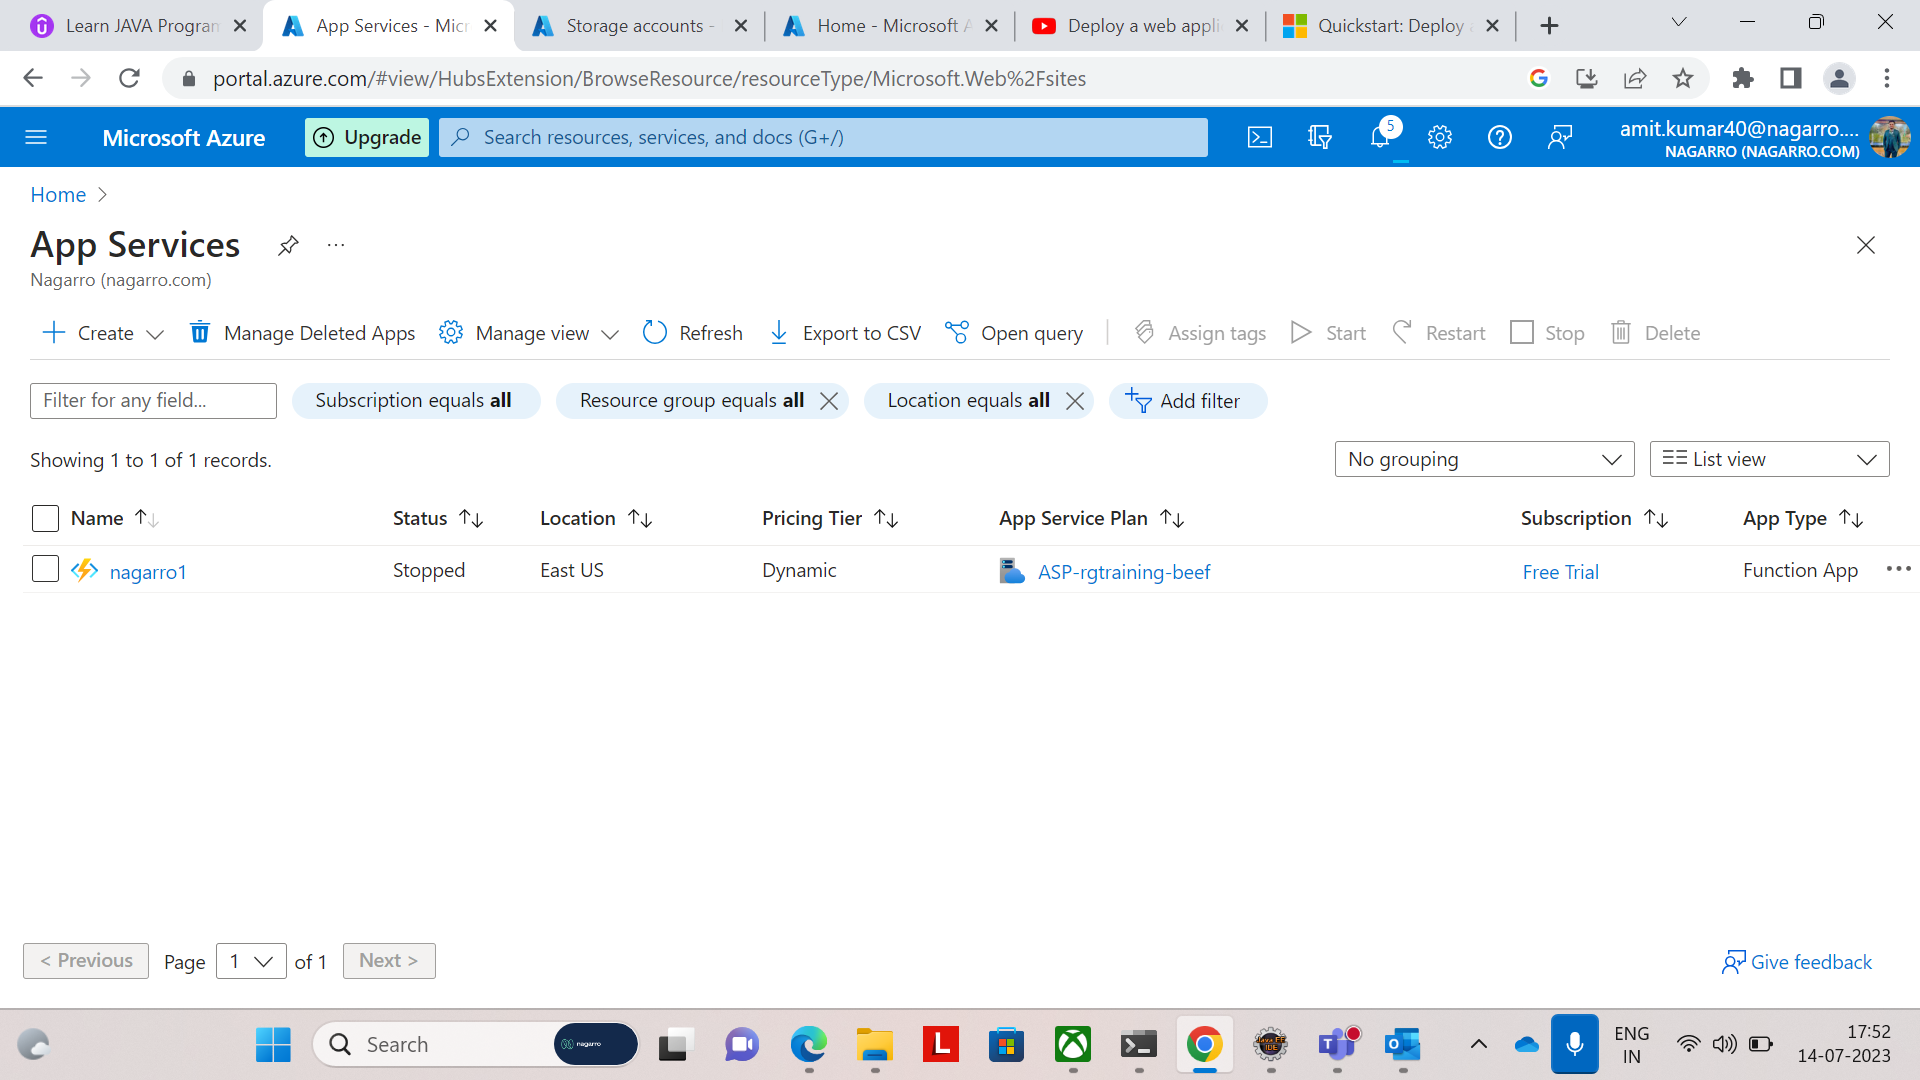 Learn JAVA Program
App Services - Micr
Storage accounts -
Home - Microsoft A
Deploy a web appli
Quickstart: Deploy a
portal.azure.com/#view/HubsExtension/BrowseResource/resourceType/Microsoft.Web%2Fsites
Microsoft Azure
Upgrade
Search resources, services, and docs (G+/)
5
amit.kumar40@nagarro....
NAGARRO (NAGARRO.COM)
Home
App Services
Nagarro (nagarro.com)
Create
Manage Deleted Apps
Manage view
Refresh
Export to CSV
Open query
Assign tags
Start
Restart
Stop
Delete
Filter for any field...
Subscription equals all
Resource group equals all
Location equals all
Add filter
Showing 1 to 1 of 1 records.
No grouping
List view
Name
Status
Location
Pricing Tier
App Service Plan
Subscription
App Type
nagarro1
Stopped
East US
Dynamic
ASP-rgtraining-beef
Free Trial
Function App
< Previous
Page
1
of 1
Next >
Give feedback
Search
nagarro
L
Java EE
IDE
ENG
IN
17:52
14-07-2023